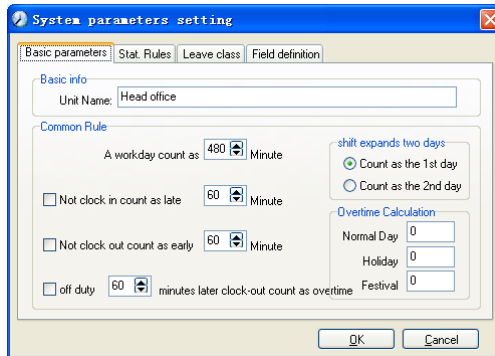 System parameters setting
Basic parameters Stat. Rules Leave class Field definition
Basic info
Unit Name: Head office
Common Rule
A workday count as 480 Minute
Not clock in count as late 60 Minute
Not clock out count as early 60 Minute
off duty 60 minutes later clock-out count as overtime
shift expands two days
Count as the 1st day
Count as the 2nd day
Overtime Calculation
Normal Day 0
Holiday 0
Festival 0
OK Cancel